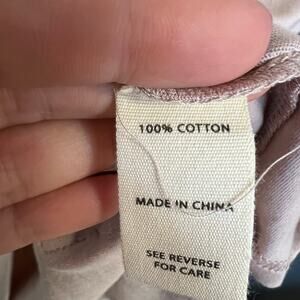 100% COTTON
MADE IN CHINA
SEE REVERSE
FOR CARE